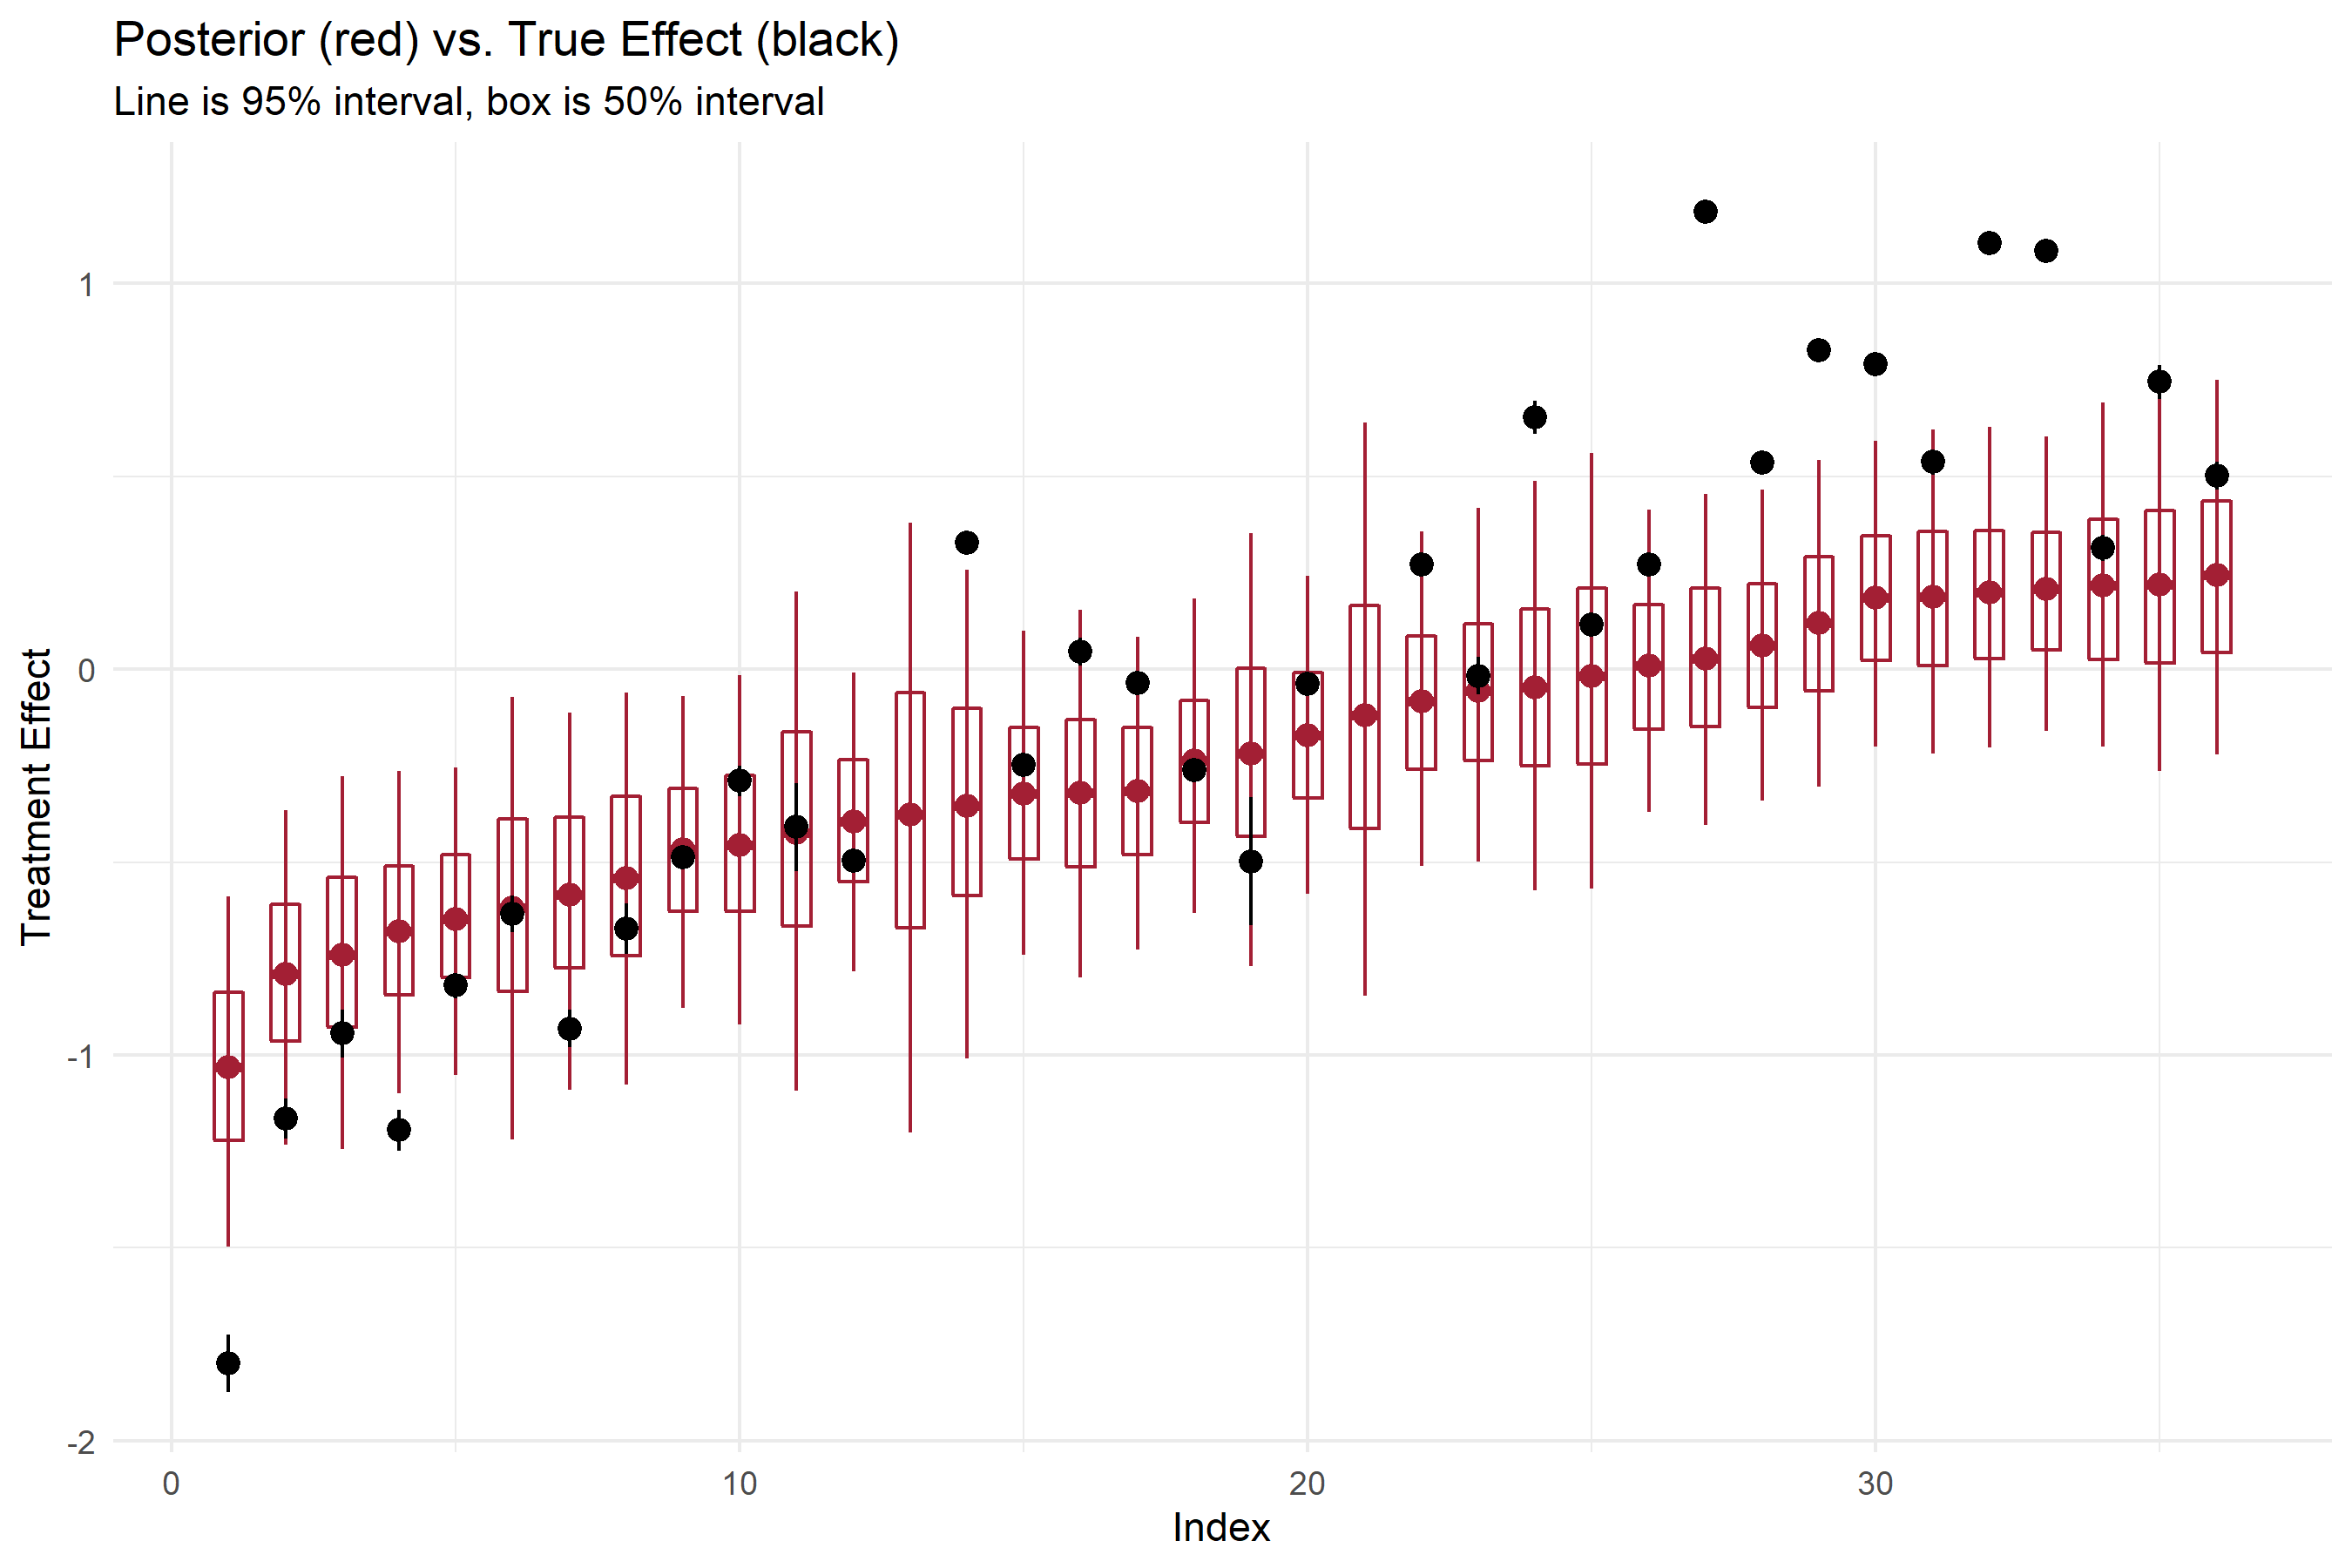 Posterior (red) vs. True Effect (black)
Line is 95% interval, box is 50% interval
Treatment Effect
1
0
-1
-2
0
10
20
30
Index